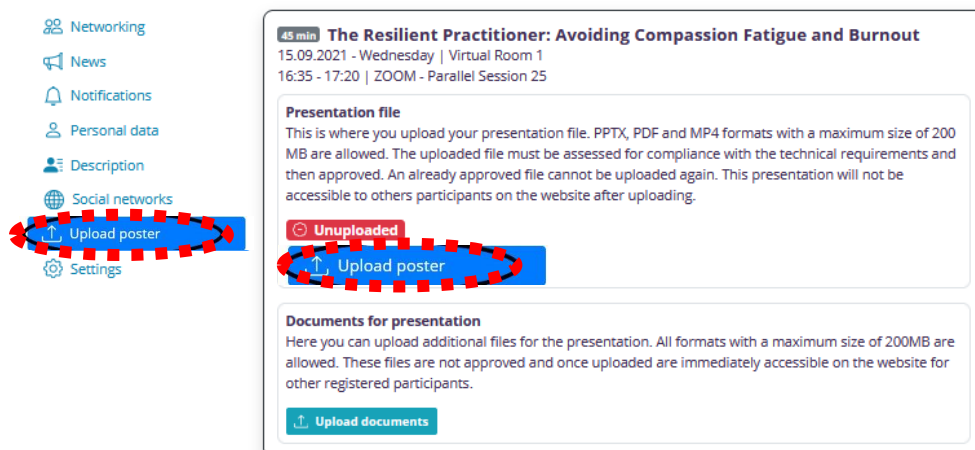 Networking
News
Notifications
Personal data
Description
Social networks
Upload poster
Settings
45 min The Resilient Practitioner: Avoiding Compassion Fatigue and Burnout
15.09.2021 - Wednesday | Virtual Room 1
16:35 - 17:20 | ZOOM - Parallel Session 25
Presentation file
This is where you upload your presentation file. PPTX, PDF and MP4 formats with a maximum size of 200
MB are allowed. The uploaded file must be assessed for compliance with the technical requirements and
then approved. An already approved file cannot be uploaded again. This presentation will not be
accessible to others participants on the website after uploading.
Unuploaded
Upload poster
Documents for presentation
Here you can upload additional files for the presentation. All formats with a maximum size of 200MB are
allowed. These files are not approved and once uploaded are immediately accessible on the website for
other registered participants.
Upload documents